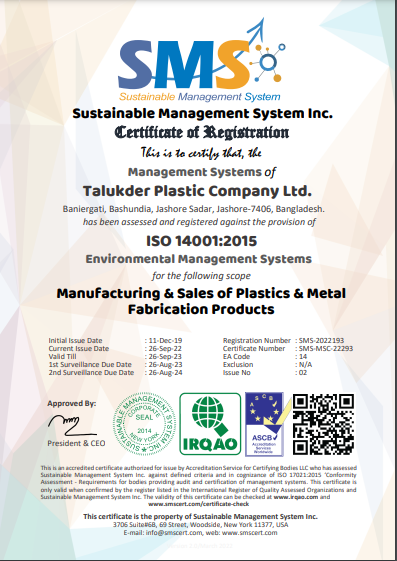 SMS
Sustainable Management System
Sustainable Management System Inc.
Certificate of Registration
This is to certify that, the
Management Systems of
Talukder Plastic Company Ltd.
Baniergati, Bashundia, Jashore Sadar, Jashore-7406, Bangladesh.
has been assessed and registered against the provision of
ISO 14001:2015
Environmental Management Systems
for the following scope
Manufacturing & Sales of Plastics & Metal
Fabrication Products
Initial Issue Date : 11-Dec-19
Current Issue Date : 26-Sep-22
Valid Till : 26-Sep-23
1st Surveillance Due Date : 26-Aug-23
2nd Surveillance Due Date : 26-Aug-24
Registration Number : SMS-2022193
Certificate Number : SMS-MSC-22293
EA Code : 14
Exclusion : N/A
Issue No : 02
Approved By:
President & CEO
SUSTAINABLE MANAGEMENT SYSTEM INC
CORPORATE
SEAL
2014
NEW YORK
IRQAO
SCB
ASCB
Accreditation
Services
Worldwide
This is an accredited certificate authorized for issue by Accreditation Service for Certifying Bodies LLC who has assessed
Sustainable Management System Inc. against defined criteria and in cognizance of ISO 17021:2015 'Conformity
Assessment - Requirements for bodies providing audit and certification of management systems. This certificate is
only valid when confirmed by the register listed in the International Register of Quality Assessed Organizations and
Sustainable Management System Inc. The validity of this certificate can be checked at www.irqao.com and
www.smscert.com/certificate-check
This certificate is the property of Sustainable Management System Inc.
3706 Suite#6B, 69 Street, Woodside, New York 11377, USA
E-mail: info@smscert.com, web: www.smscert.com